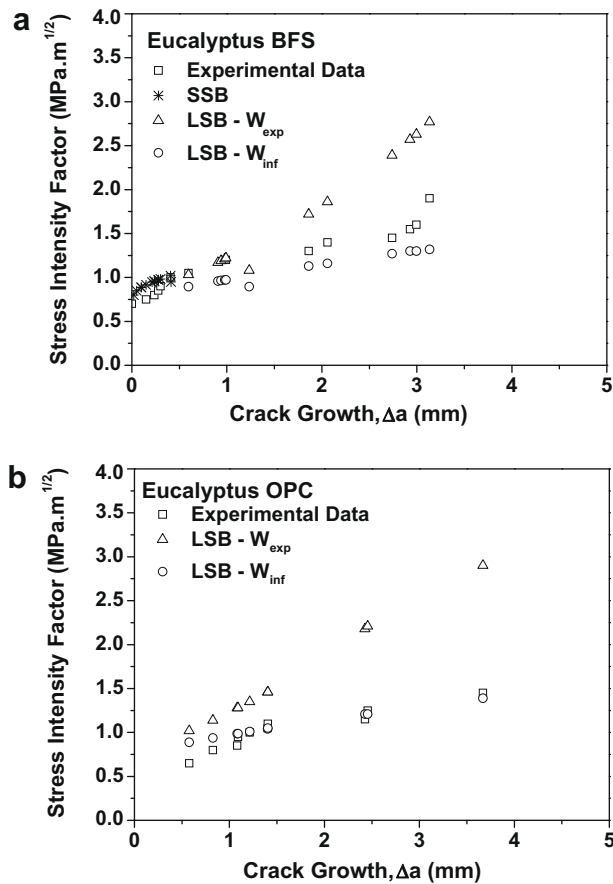 a
Eucalyptus BFS
Experimental Data
SSB
LSB - Wexp
LSB - Winf
Stress Intensity Factor (MPa.m1/2)
4.0
3.5
3.0
2.5
2.0
1.5
1.0
0.5
0.0
0 1 2 3 4 5
Crack Growth, Δa (mm)
b
Eucalyptus OPC
Experimental Data
LSB - Wexp
LSB - Winf
Stress Intensity Factor (MPa.m1/2)
4.0
3.5
3.0
2.5
2.0
1.5
1.0
0.5
0.0
0 1 2 3 4 5
Crack Growth, Δa (mm)